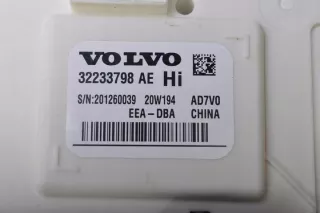 VOLVO
32233798 AE Hi
S/N:201260039 20W194 AD7V0
EEA-DBA CHINA